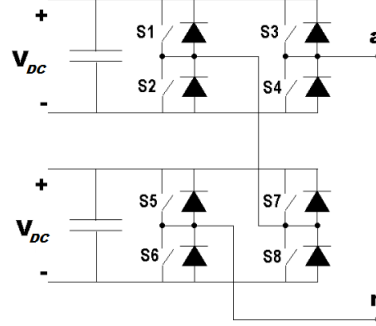 + S1 S3 a
V_DC
- S2 S4
+ S5 S7
V_DC
- S6 S8
n